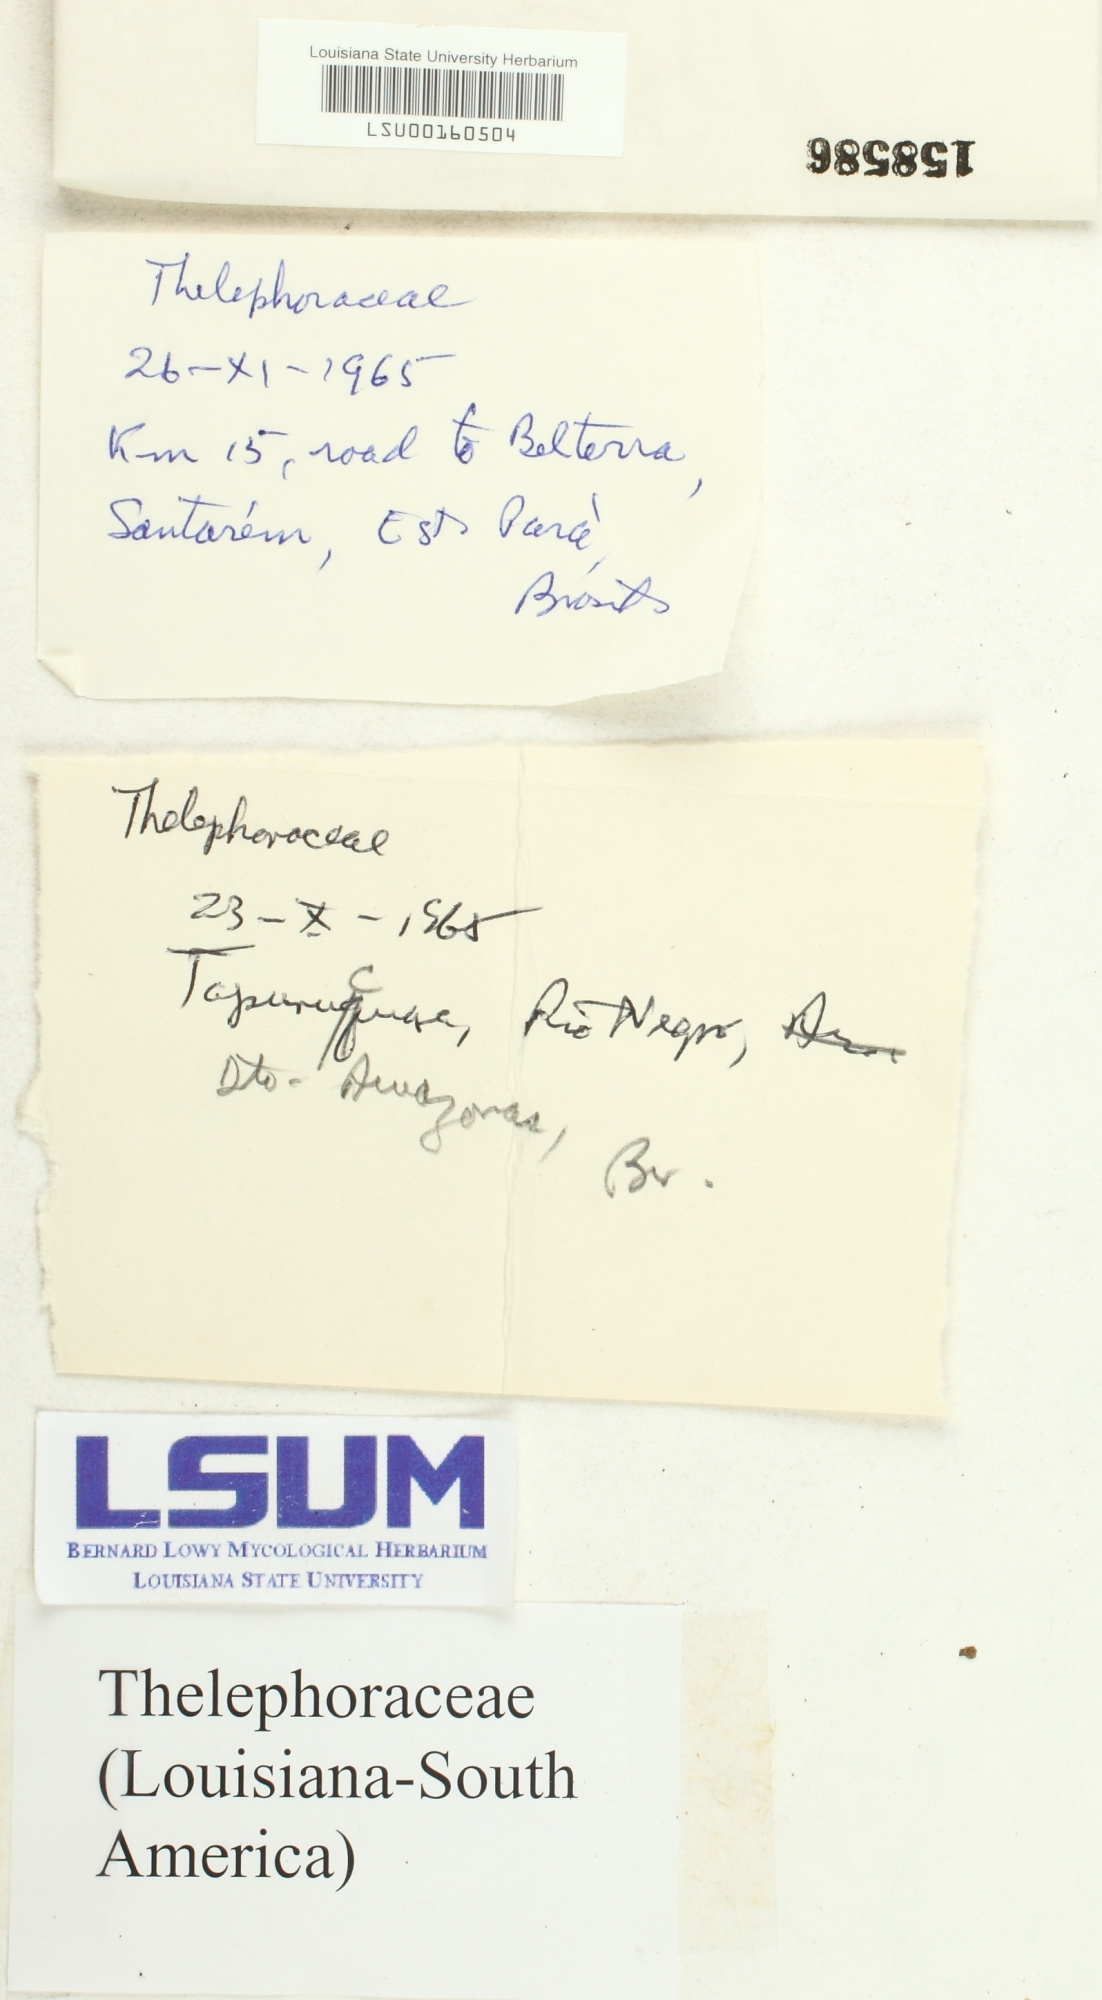 Louisiana State University Herbarium
LSU00160504
158586
Thelephoraceae
26-XI-1965
Km 15, road to Belterra,
Santarém, Est. Pará,
Thelephoraceae
23-X-1965
Rio Negro,
Dto. Amazonas,
Br.
LSUM
BERNARD LOWY MYCOLOGICAL HERBARIUM
LOUISIANA STATE UNIVERSITY
Thelephoraceae
(Louisiana-South
America)